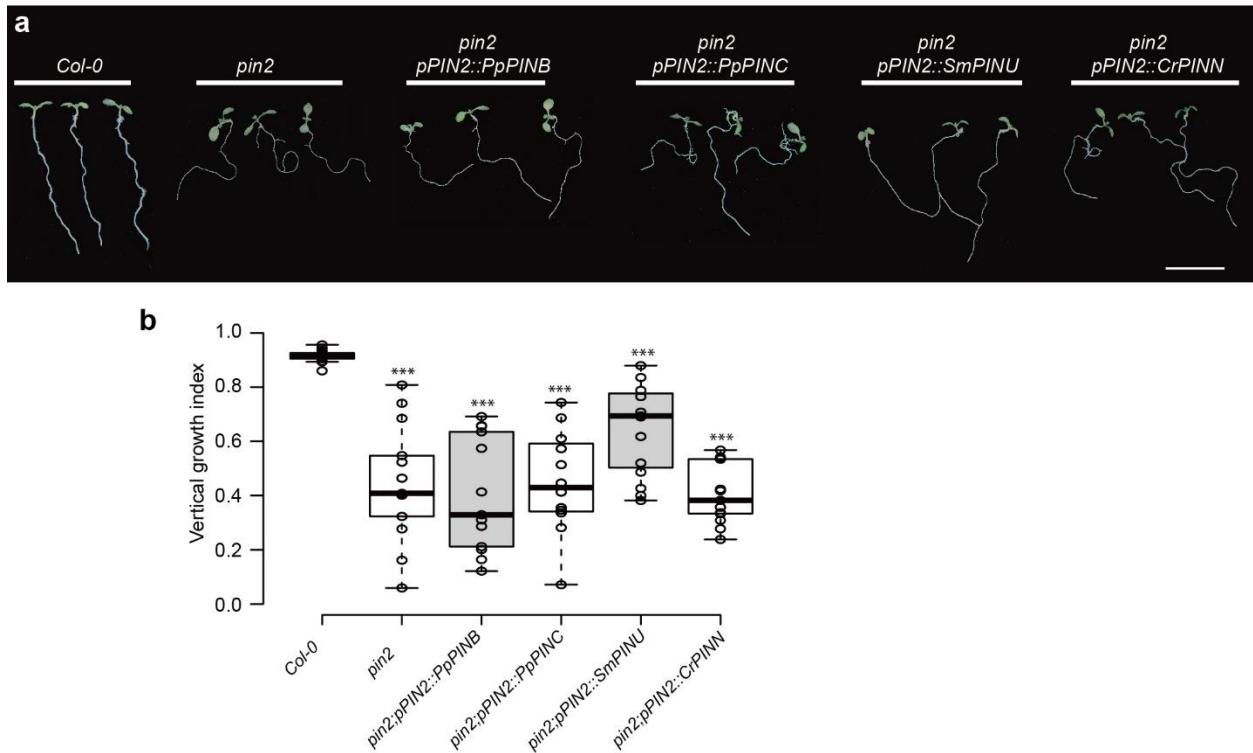 a
Col-0
pin2
pin2
pPIN2::PpPINB
pin2
pPIN2::PpPINC
pin2
pPIN2::SmPINU
pin2
pPIN2::CrPINN
b
Vertical growth index
1.0
0.8
0.6
0.4
0.2
0.0
***
***
***
***
***
Col-0
pin2
pin2;pPIN2::PpPINB
pin2;pPIN2::PpPINC
pin2;pPIN2::SmPINU
pin2;pPIN2::CrPINN